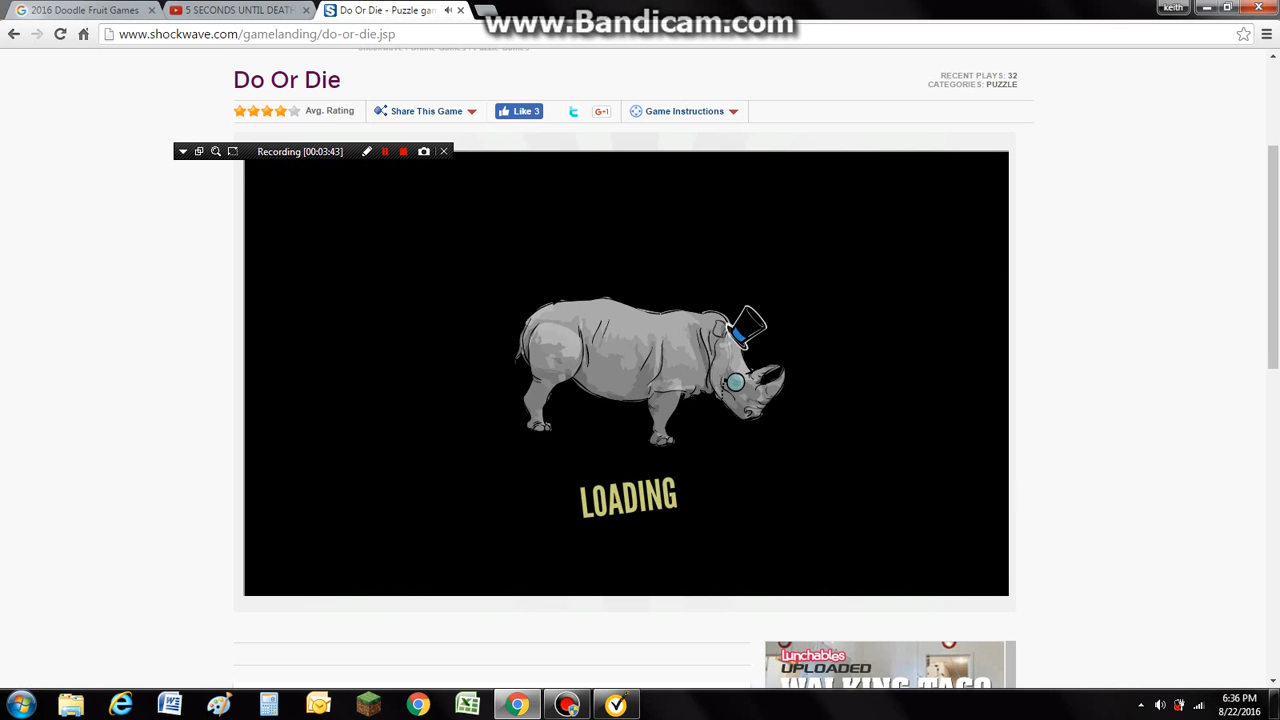 www.Bandicam.com
2016 Doodle Fruit Games
5 SECONDS UNTIL DEATH
Do Or Die - Puzzle gam
keith
www.shockwave.com/gamelanding/do-or-die.jsp
Do Or Die
RECENT PLAYS: 32
CATEGORIES: PUZZLE
Avg. Rating
Share This Game
Like 3
G+1
Game Instructions
Recording [00:03:43]
LOADING
Lunchables
UPLOADED
WALKING TACO
6:36 PM
8/22/2016